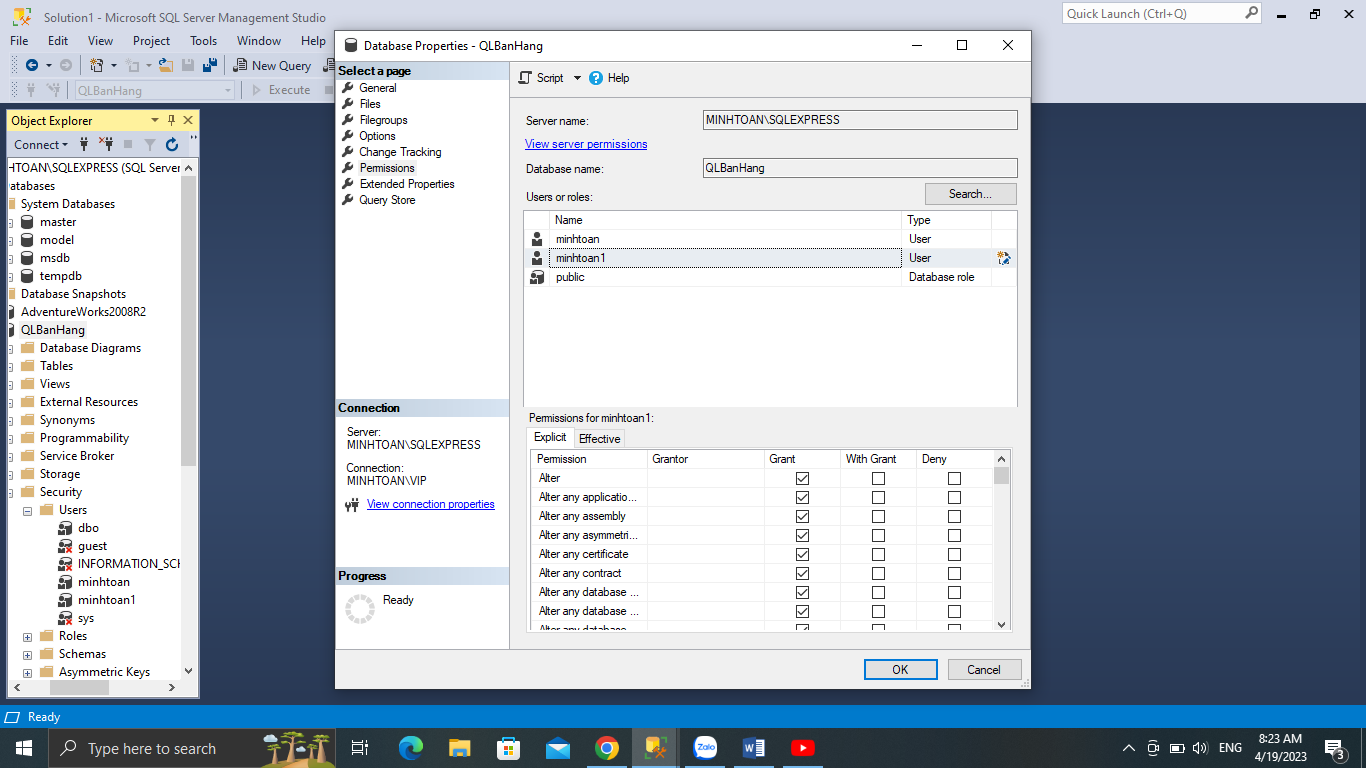 Solution1 - Microsoft SQL Server Management Studio
Quick Launch (Ctrl+Q)
File Edit View Project Tools Window Help
New Query
QLBanHang
Execute
Object Explorer
Connect
HTOAN\SQLEXPRESS (SQL Server
atabases
System Databases
master
model
msdb
tempdb
Database Snapshots
AdventureWorks2008R2
QLBanHang
Database Diagrams
Tables
Views
External Resources
Synonyms
Programmability
Service Broker
Storage
Security
Users
dbo
guest
INFORMATION_SCH
minhtoan
minhtoan1
sys
Roles
Schemas
Asymmetric Keys
Database Properties - QLBanHang
Select a page
General
Files
Filegroups
Options
Change Tracking
Permissions
Extended Properties
Query Store
Connection
Server:
MINHTOAN\SQLEXPRESS
Connection:
MINHTOAN\VIP
View connection properties
Progress
Ready
Script Help
Server name: MINHTOAN\SQLEXPRESS
View server permissions
Database name: QLBanHang
Users or roles: Search...
Name Type
minhtoan User
minhtoan1 User
public Database role
Permissions for minhtoan1:
Explicit Effective
Permission Grantor Grant With Grant Deny
Alter
Alter any applicatio...
Alter any assembly
Alter any asymmetri...
Alter any certificate
Alter any contract
Alter any database ...
Alter any database ...
Alter any database
OK Cancel
Ready
Type here to search
Zalo
ENG
8:23 AM
4/19/2023
3